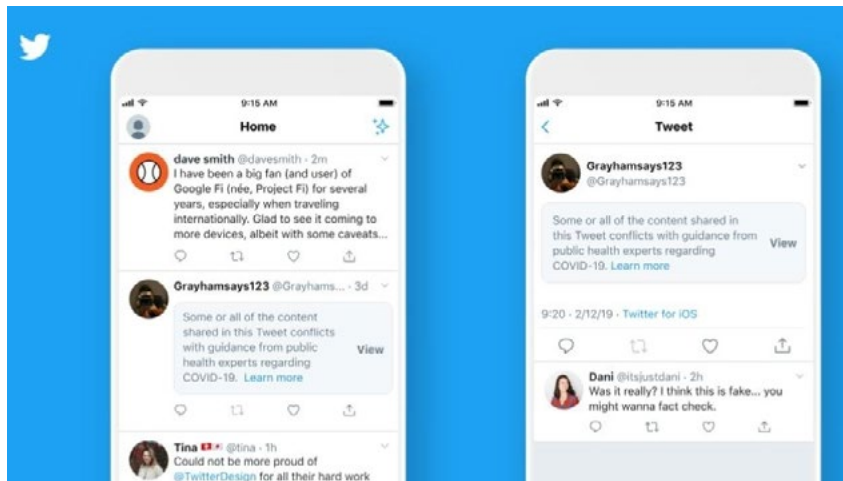 9:15 AM
Home
dave smith @davesmith · 2m
I have been a big fan (and user) of
Google Fi (née, Project Fi) for several
years, especially when traveling
internationally. Glad to see it coming to
more devices, albeit with some caveats...
Grayhamsays123 @Grayhams... · 3d
Some or all of the content
shared in this Tweet conflicts
with guidance from public
health experts regarding
COVID-19. Learn more
View
Tina @tina · 1h
Could not be more proud of
@TwitterDesign for all their hard work
9:15 AM
Tweet
Grayhamsays123
@Grayhamsays123
Some or all of the content shared in
this Tweet conflicts with guidance from
public health experts regarding
COVID-19. Learn more
View
9:20 · 2/12/19 · Twitter for iOS
Dani @itsjustdani · 2h
Was it really? I think this is fake... you
might wanna fact check.